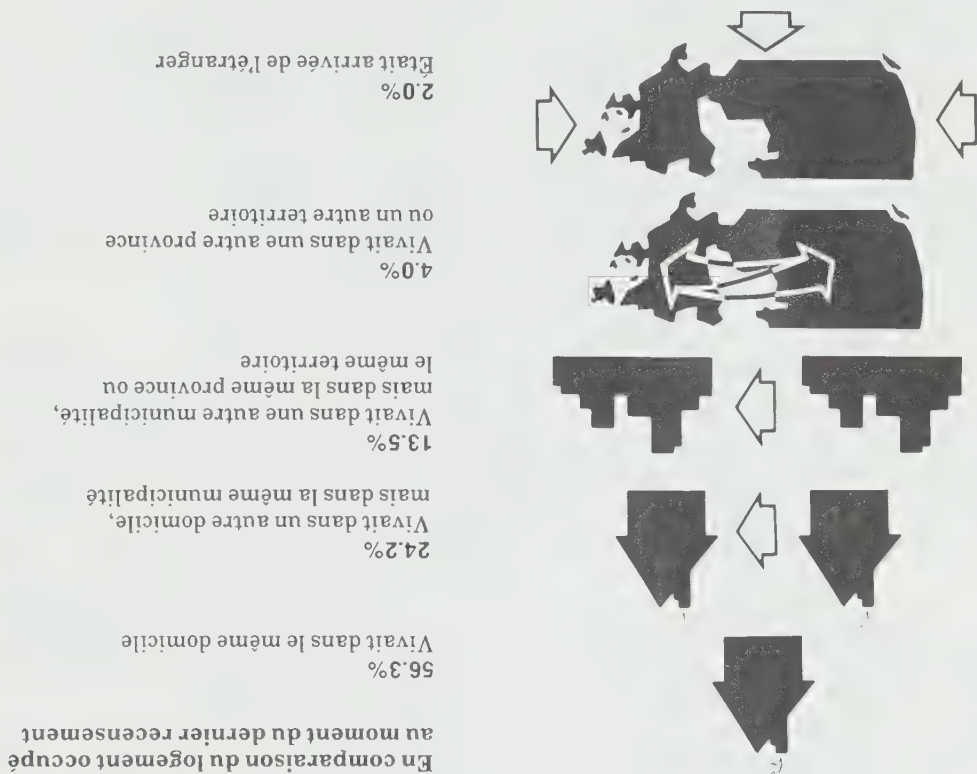 En comparaison du logement occupé
au moment du dernier recensement
56.3%
Vivait dans le même domicile
24.2%
Vivait dans un autre domicile,
mais dans la même municipalité
13.5%
Vivait dans une autre municipalité,
mais dans la même province ou
le même territoire
4.0%
Vivait dans une autre province
ou un autre territoire
2.0%
Était arrivée de l'étranger